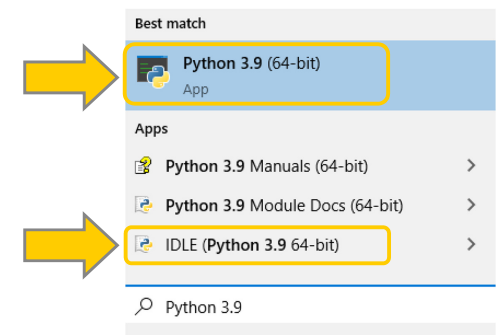 Best match
Python 3.9 (64-bit)
App
Apps
Python 3.9 Manuals (64-bit)
Python 3.9 Module Docs (64-bit)
IDLE (Python 3.9 64-bit)
Python 3.9